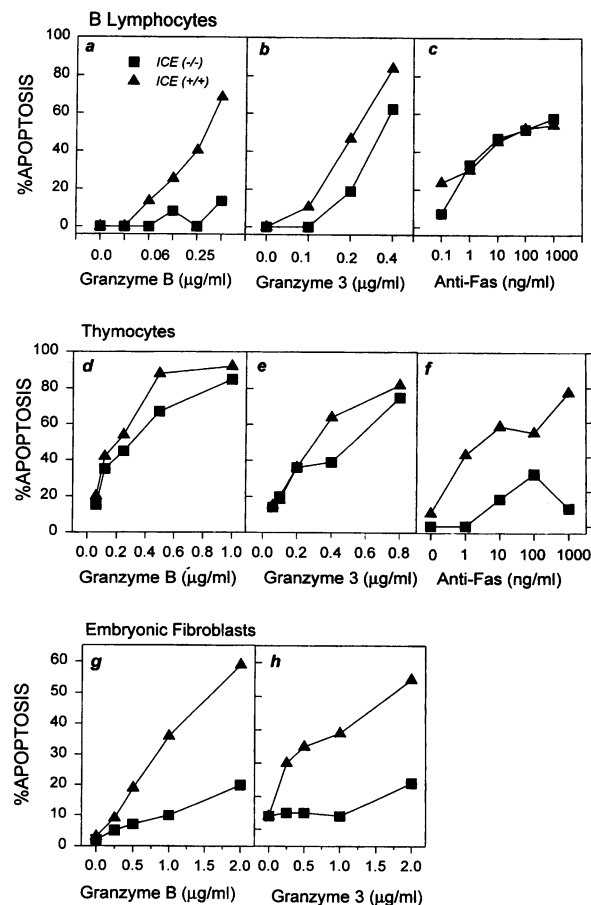 B Lymphocytes
%APOPTOSIS
100
80
60
40
20
0
a
ICE (-/-)
ICE (+/+)
0.0 0.06 0.25
Granzyme B (µg/ml)
b
0.0 0.1 0.2 0.4
Granzyme 3 (µg/ml)
c
0.1 1 10 100 1000
Anti-Fas (ng/ml)
Thymocytes
%APOPTOSIS
100
80
60
40
20
0
d
0.0 0.2 0.4 0.6 0.8 1.0
Granzyme B (µg/ml)
e
0.0 0.2 0.4 0.6 0.8
Granzyme 3 (µg/ml)
f
0 1 10 100 1000
Anti-Fas (ng/ml)
Embryonic Fibroblasts
%APOPTOSIS
60
50
40
30
20
10
0
g
0.0 0.5 1.0 2.0
Granzyme B (µg/ml)
h
0.0 0.5 1.0 2.0
Granzyme 3 (µg/ml)